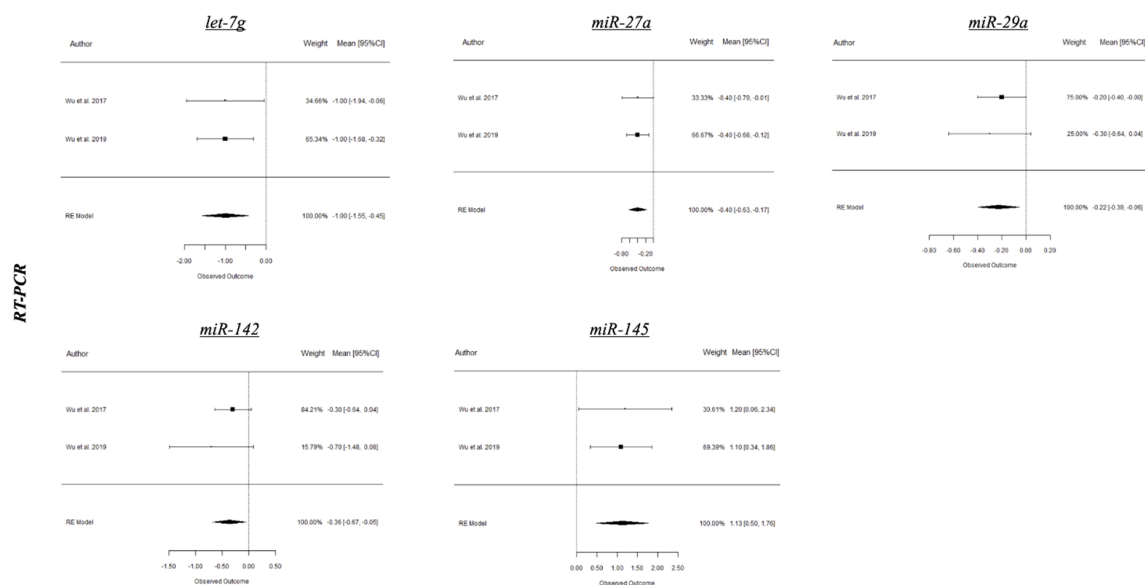 let-7g
Author Weight Mean [95%CI]
Wu et al. 2017 34.66% -1.00 [-1.94, -0.06]
Wu et al. 2019 65.34% -1.00 [-1.68, -0.32]
RE Model 100.00% -1.00 [-1.55, -0.45]
-2.00 -1.00 0.00
Observed Outcome
miR-27a
Author Weight Mean [95%CI]
Wu et al. 2017 33.33% -0.40 [-0.79, -0.01]
Wu et al. 2019 66.67% -0.40 [-0.68, -0.12]
RE Model 100.00% -0.40 [-0.63, -0.17]
-0.80 -0.20
Observed Outcome
miR-29a
Author Weight Mean [95%CI]
Wu et al. 2017 75.00% -0.20 [-0.40, -0.00]
Wu et al. 2019 25.00% -0.30 [-0.64, 0.04]
RE Model 100.00% -0.22 [-0.39, -0.06]
-0.80 -0.60 -0.40 -0.20 0.00 0.20
Observed Outcome
RT-PCR
miR-142
Author Weight Mean [95%CI]
Wu et al. 2017 84.21% -0.30 [-0.64, 0.04]
Wu et al. 2019 15.79% -0.70 [-1.48, 0.08]
RE Model 100.00% -0.36 [-0.67, -0.05]
-1.50 -0.50 0.00 0.50
Observed Outcome
miR-145
Author Weight Mean [95%CI]
Wu et al. 2017 30.61% 1.20 [0.06, 2.34]
Wu et al. 2019 69.39% 1.10 [0.34, 1.86]
RE Model 100.00% 1.13 [0.50, 1.76]
0.00 1.00 1.50 2.00 2.50
Observed Outcome